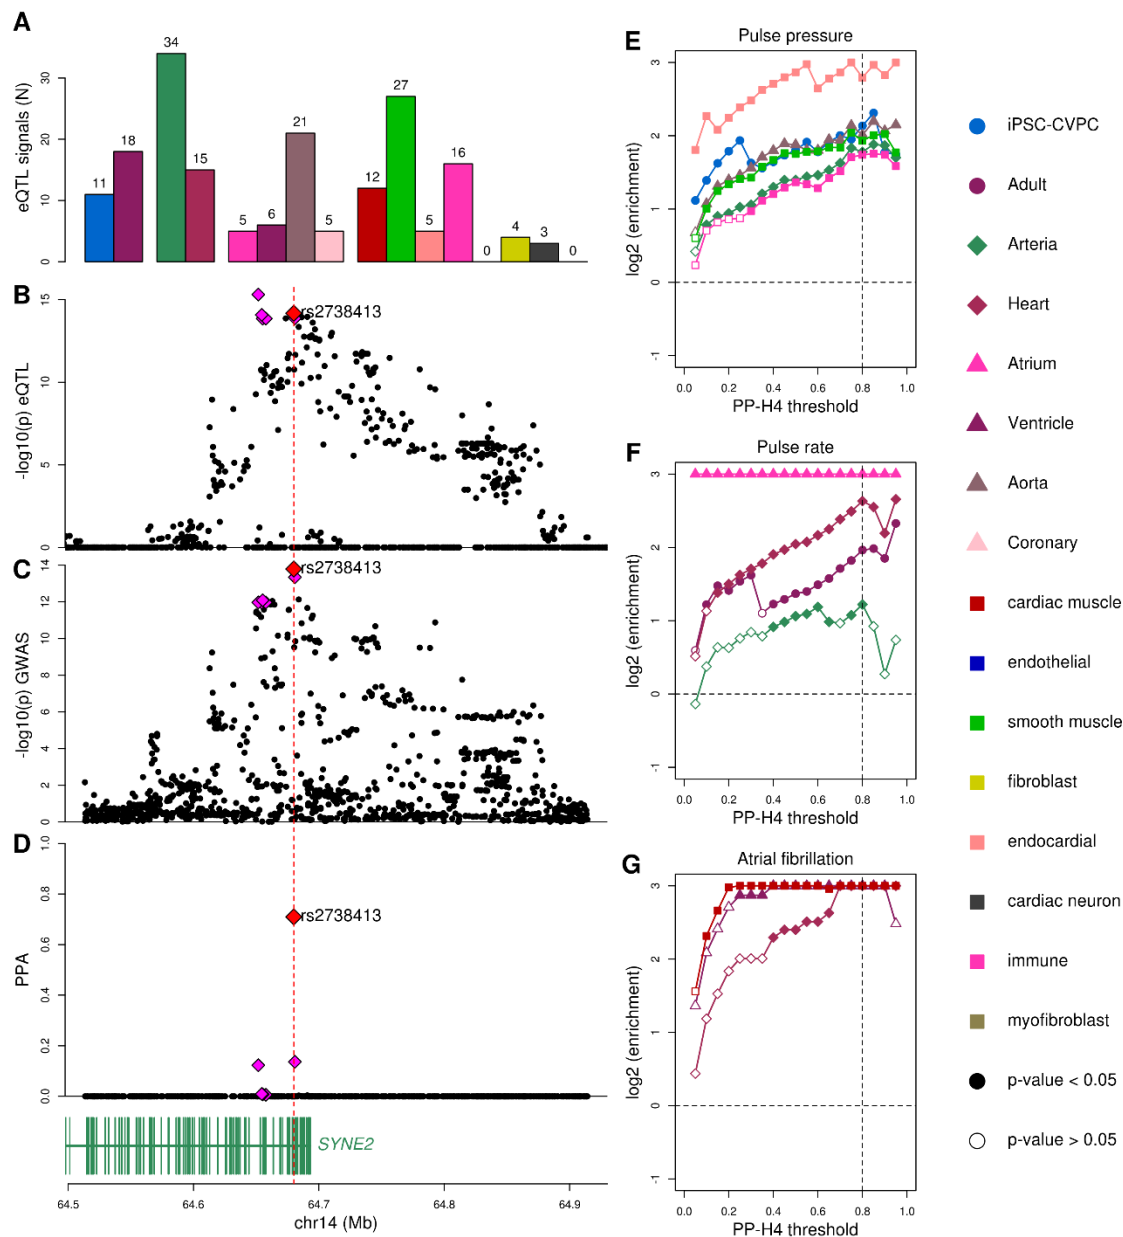 A
eQTL signals (N)
0
10
20
30
11
18
34
15
5
6
21
5
12
27
5
16
0
4
3
0
B
-log10(p) eQTL
0
5
10
15
rs2738413
C
-log10(p) GWAS
0
2
4
6
8
10
12
14
rs2738413
D
PPA
0.0
0.2
0.4
0.6
0.8
1.0
rs2738413
SYNE2
64.5
64.6
64.7
64.8
64.9
chr14 (Mb)
E
Pulse pressure
log2 (enrichment)
-1
0
1
2
3
0.0
0.2
0.4
0.6
0.8
1.0
PP-H4 threshold
F
Pulse rate
log2 (enrichment)
-1
0
1
2
3
0.0
0.2
0.4
0.6
0.8
1.0
PP-H4 threshold
G
Atrial fibrillation
log2 (enrichment)
-1
0
1
2
3
0.0
0.2
0.4
0.6
0.8
1.0
PP-H4 threshold
iPSC-CVPC
Adult
Arteria
Heart
Atrium
Ventricle
Aorta
Coronary
cardiac muscle
endothelial
smooth muscle
fibroblast
endocardial
cardiac neuron
immune
myofibroblast
p-value < 0.05
p-value > 0.05